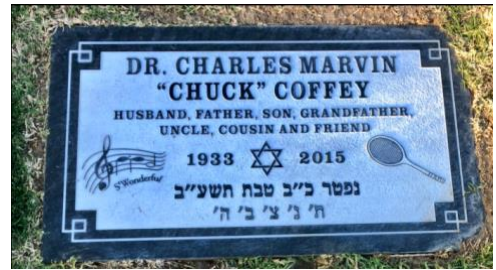 DR. CHARLES MARVIN
“CHUCK” COFFEY
HUSBAND, FATHER, SON, GRANDFATHER,
UNCLE, COUSIN AND FRIEND
1933 2015
S'Wonderful
נפטר כ״ב טבת תשע״ב
ת' נ' צ' ב' ה'